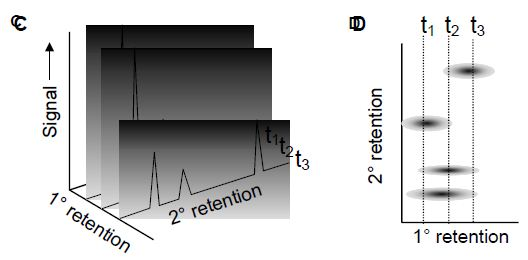 C
Signal
1° retention
2° retention
t1
t2
t3
D
t1 t2 t3
2° retention
1° retention